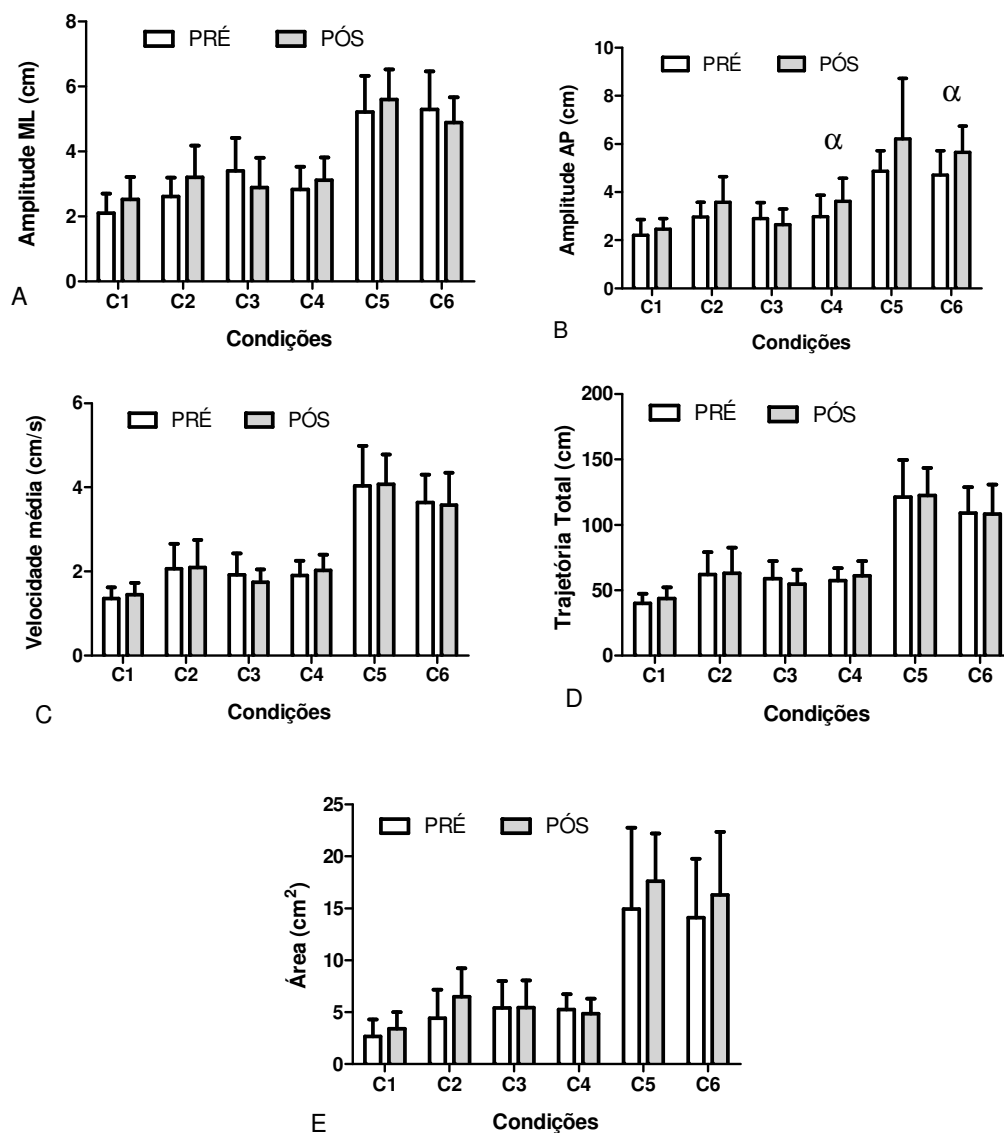 PRÉ PÓS
Amplitude ML (cm)
8
6
4
2
0
C1 C2 C3 C4 C5 C6
Condições
A
PRÉ PÓS
α
α
Amplitude AP (cm)
10
8
6
4
2
0
C1 C2 C3 C4 C5 C6
Condições
B
PRÉ PÓS
Velocidade média (cm/s)
6
4
2
0
C1 C2 C3 C4 C5 C6
Condições
C
PRÉ PÓS
Trajetória Total (cm)
200
150
100
50
0
C1 C2 C3 C4 C5 C6
Condições
D
PRÉ PÓS
Área (cm²)
25
20
15
10
5
0
C1 C2 C3 C4 C5 C6
Condições
E